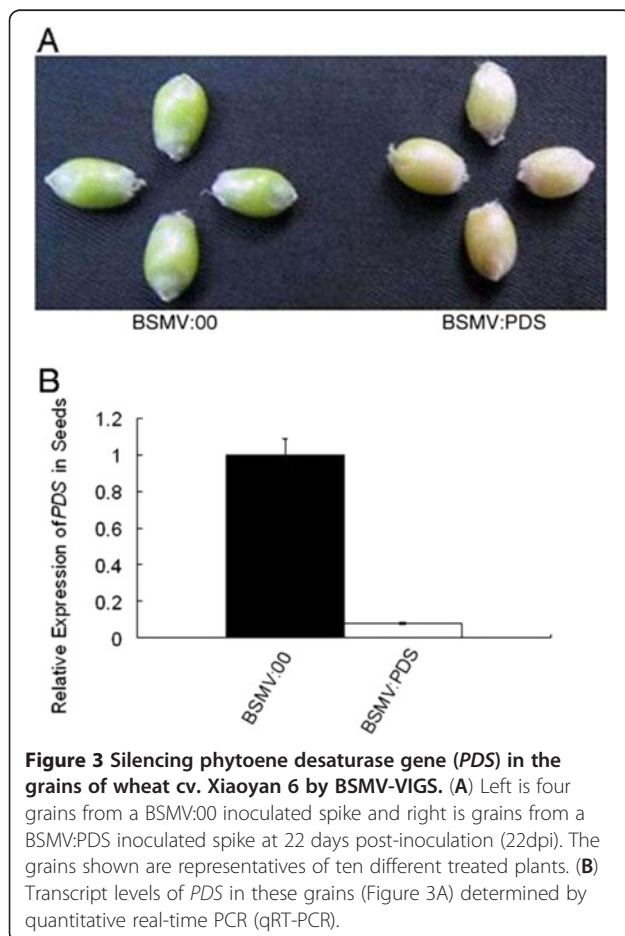 A
BSMV:00 BSMV:PDS
B
Relative Expression of PDS in Seeds
1.2
1
0.8
0.6
0.4
0.2
0
BSMV:00
BSMV:PDS
Figure 3 Silencing phytoene desaturase gene (PDS) in the
grains of wheat cv. Xiaoyan 6 by BSMV-VIGS. (A) Left is four
grains from a BSMV:00 inoculated spike and right is grains from a
BSMV:PDS inoculated spike at 22 days post-inoculation (22dpi). The
grains shown are representatives of ten different treated plants. (B)
Transcript levels of PDS in these grains (Figure 3A) determined by
quantitative real-time PCR (qRT-PCR).